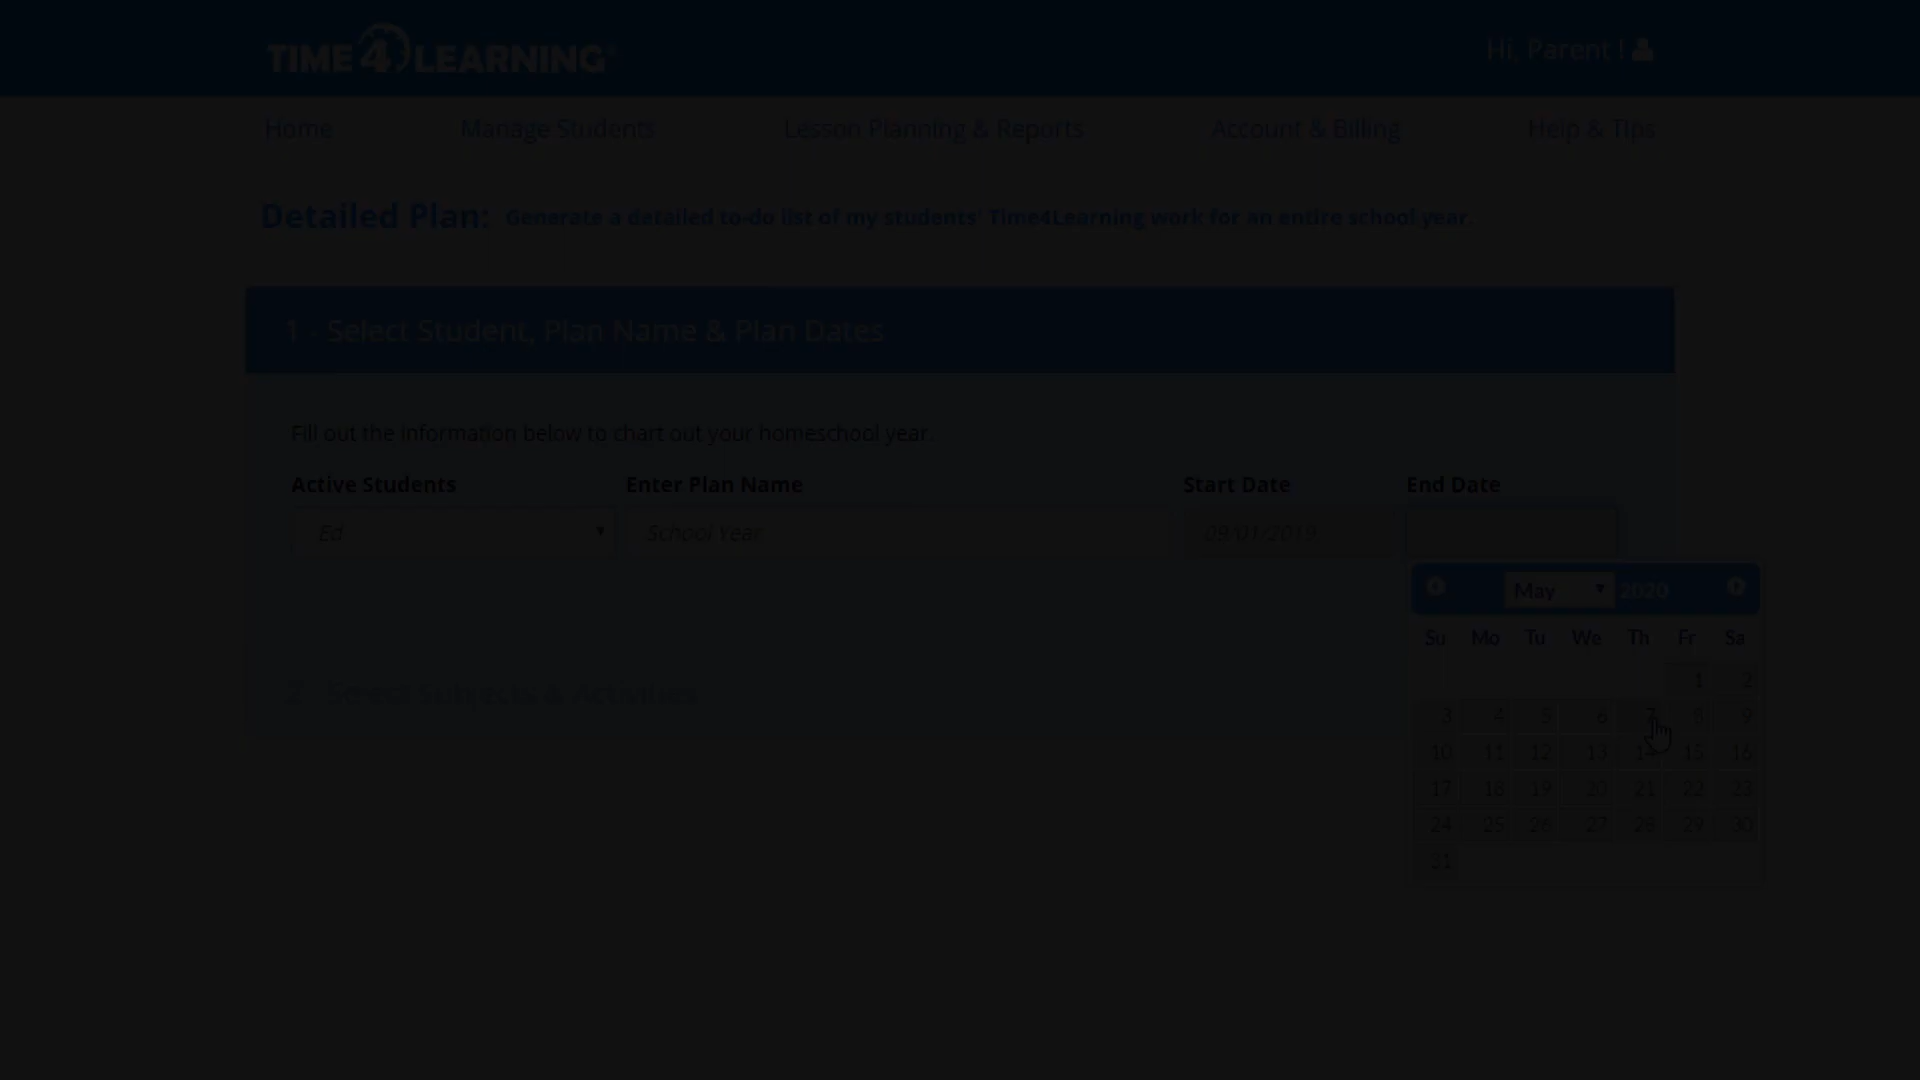 TIME4LEARNING
Hi, Parent !
Home Manage Students Lesson Planning & Reports Account & Billing Help & Tips
Detailed Plan: Generate a detailed to-do list of my students' Time4Learning work for an entire school year.
1 - Select Student, Plan Name & Plan Dates
Fill out the information below to chart out your homeschool year.
Active Students Enter Plan Name Start Date End Date
Ed School Year 09/01/2019
May 2020
Su Mo Tu We Th Fr Sa
1 2
3 4 5 6 7 8 9
10 11 12 13 14 15 16
17 18 19 20 21 22 23
24 25 26 27 28 29 30
31
2 - Select Subjects & Activities